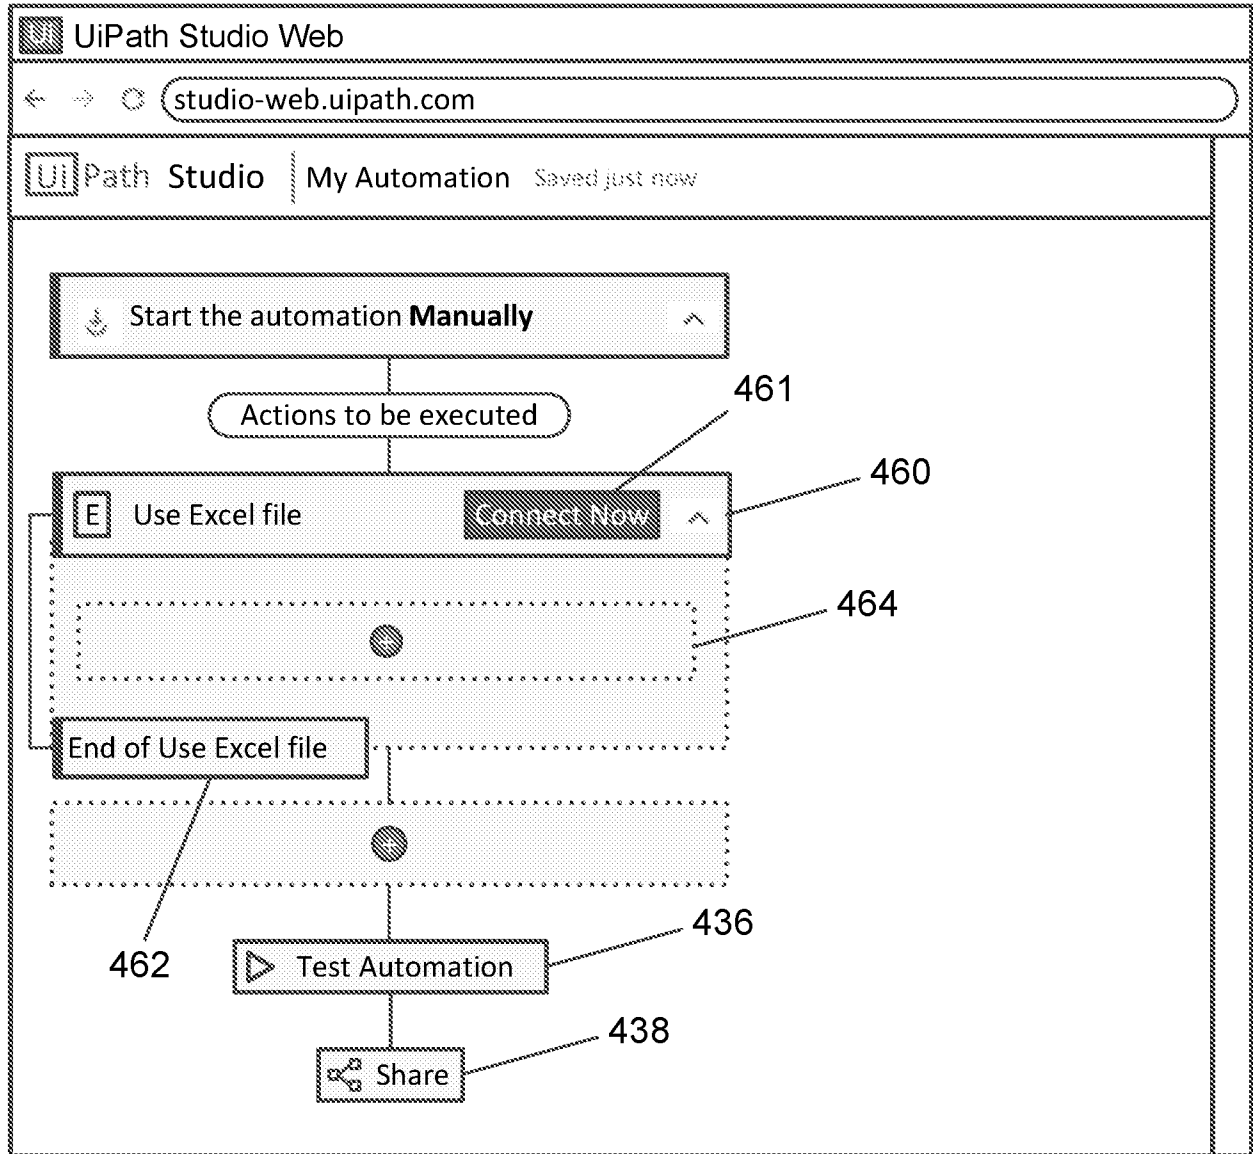 Ui UiPath Studio Web
studio-web.uipath.com
UiPath Studio My Automation Saved just now
Start the automation Manually
Actions to be executed
461
460
E Use Excel file Connect Now
464
End of Use Excel file
462
436
Test Automation
438
Share